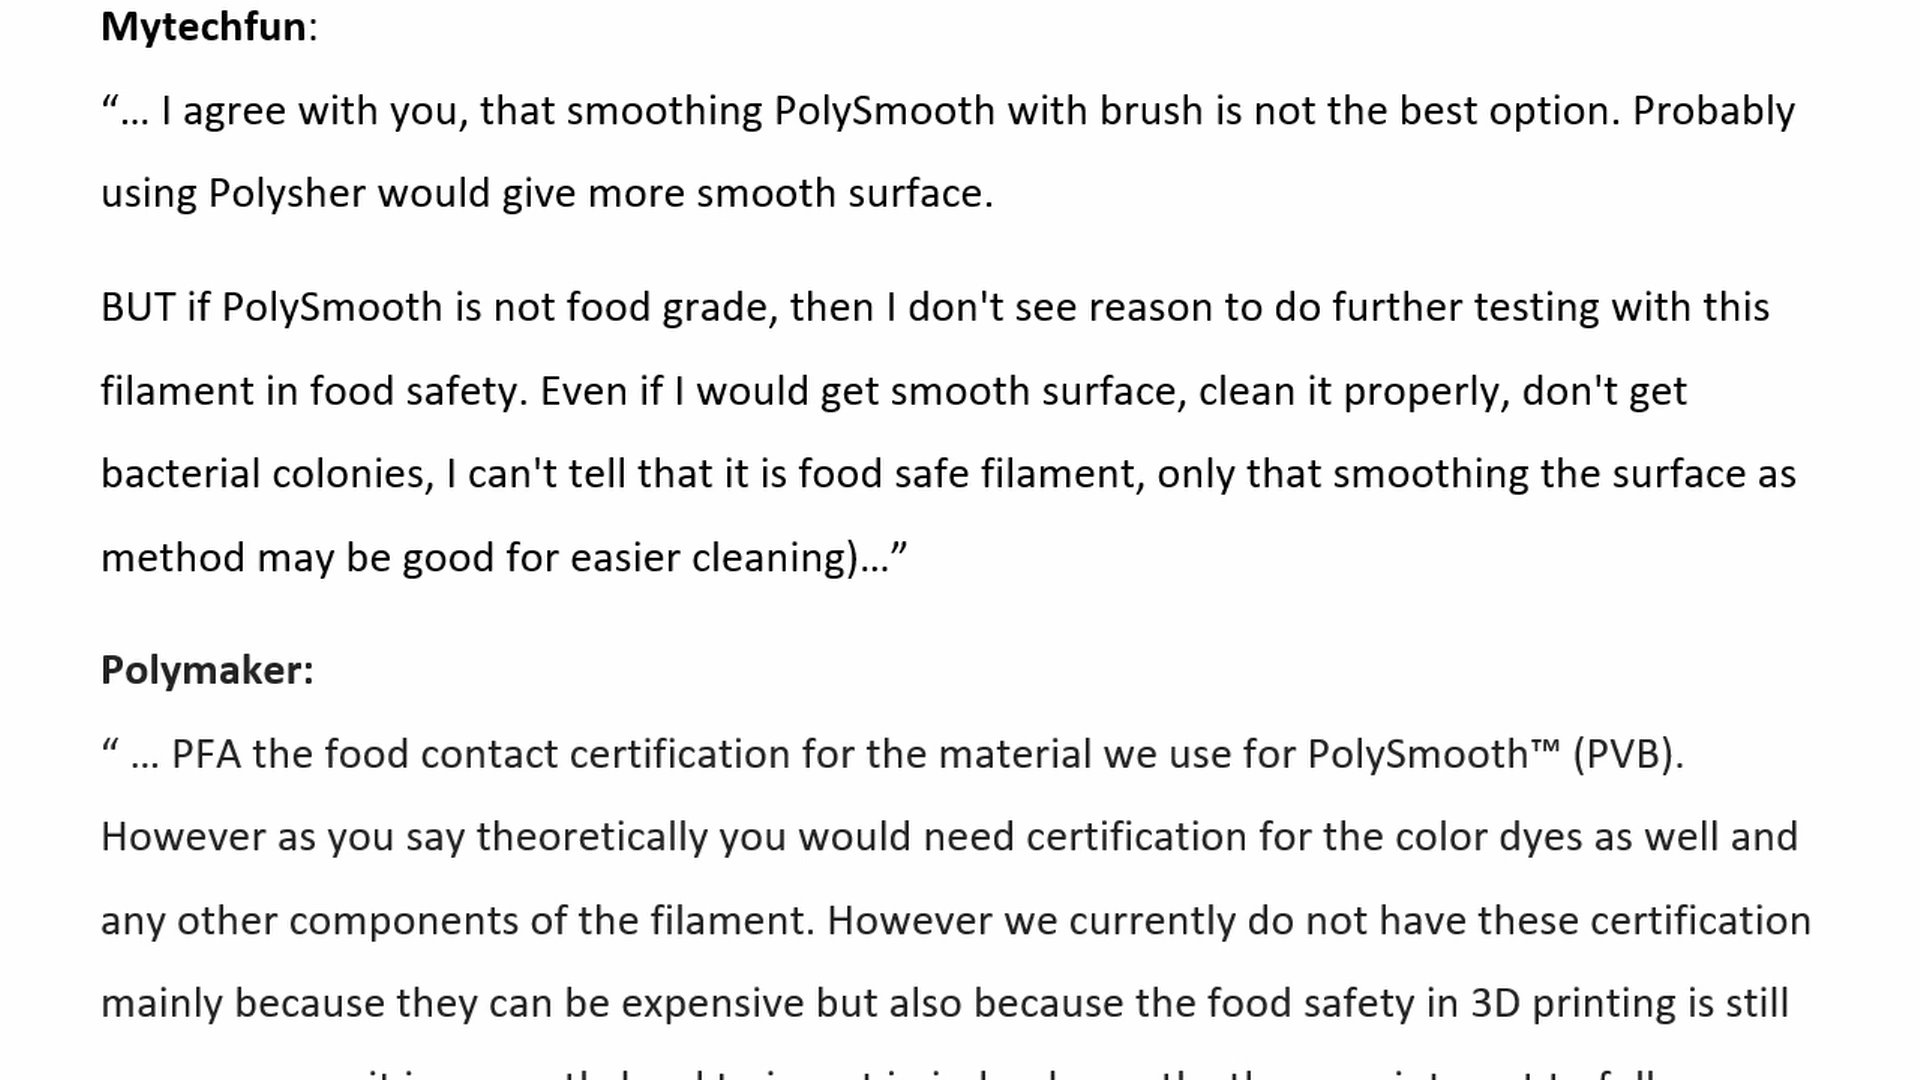 Mytechfun:
“... I agree with you, that smoothing PolySmooth with brush is not the best option. Probably
using Polysher would give more smooth surface.
BUT if PolySmooth is not food grade, then I don't see reason to do further testing with this
filament in food safety. Even if I would get smooth surface, clean it properly, don't get
bacterial colonies, I can't tell that it is food safe filament, only that smoothing the surface as
method may be good for easier cleaning)...”
Polymaker:
“ ... PFA the food contact certification for the material we use for PolySmooth™ (PVB).
However as you say theoretically you would need certification for the color dyes as well and
any other components of the filament. However we currently do not have these certification
mainly because they can be expensive but also because the food safety in 3D printing is still